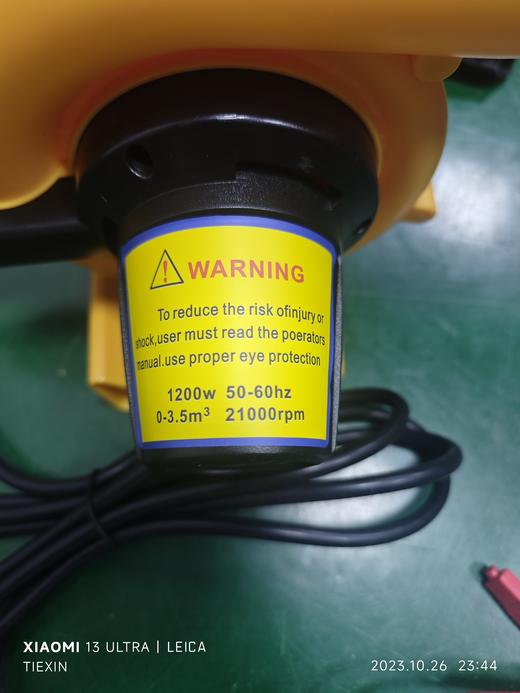 WARNING
To reduce the risk ofinjury or
shock,user must read the poerators
manual.use proper eye protection
1200w 50-60hz
0-3.5m³ 21000rpm
XIAOMI 13 ULTRA | LEICA
TIEXIN
2023.10.26 23:44